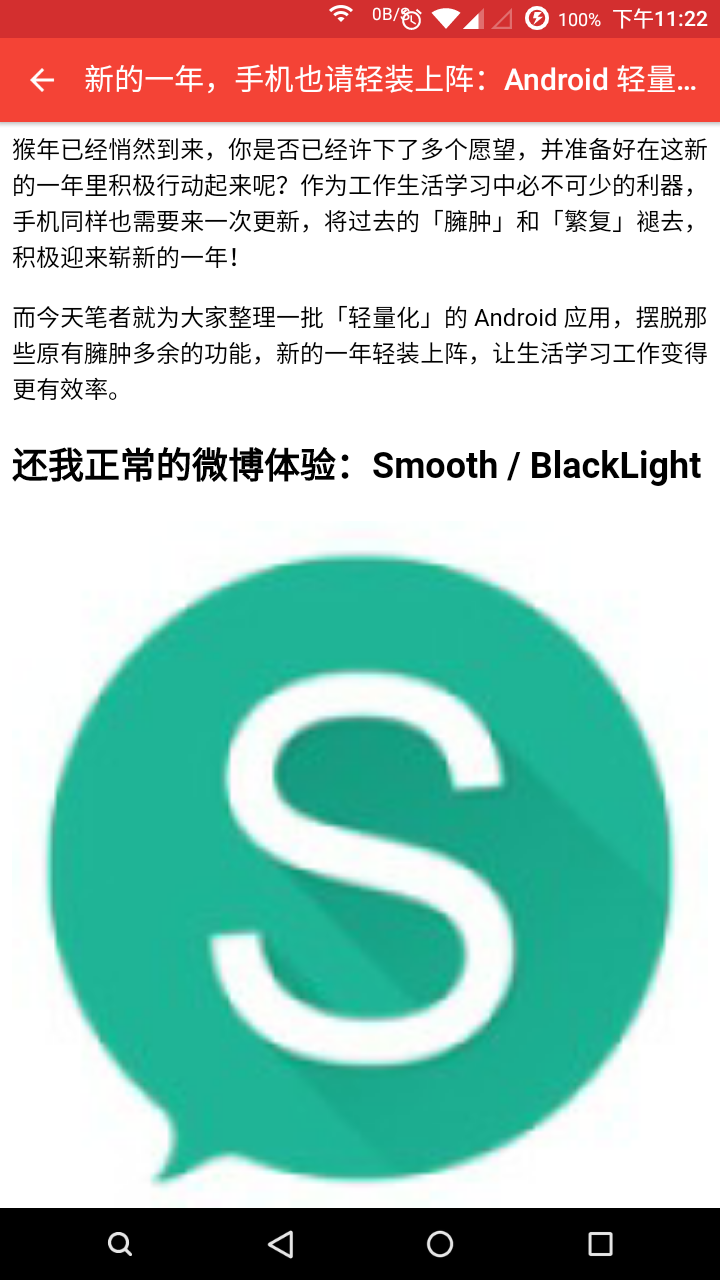 0B/S 100% 下午11:22
新的一年，手机也请轻装上阵：Android 轻量...
猴年已经悄然到来，你是否已经许下了多个愿望，并准备好在这新
的一年里积极行动起来呢？作为工作生活学习中必不可少的利器，
手机同样也需要来一次更新，将过去的「臃肿」和「繁复」褪去，
积极迎来崭新的一年！
而今天笔者就为大家整理一批「轻量化」的 Android 应用，摆脱那
些原有臃肿多余的功能，新的一年轻装上阵，让生活学习工作变得
更有效率。
还我正常的微博体验：Smooth / BlackLight
S